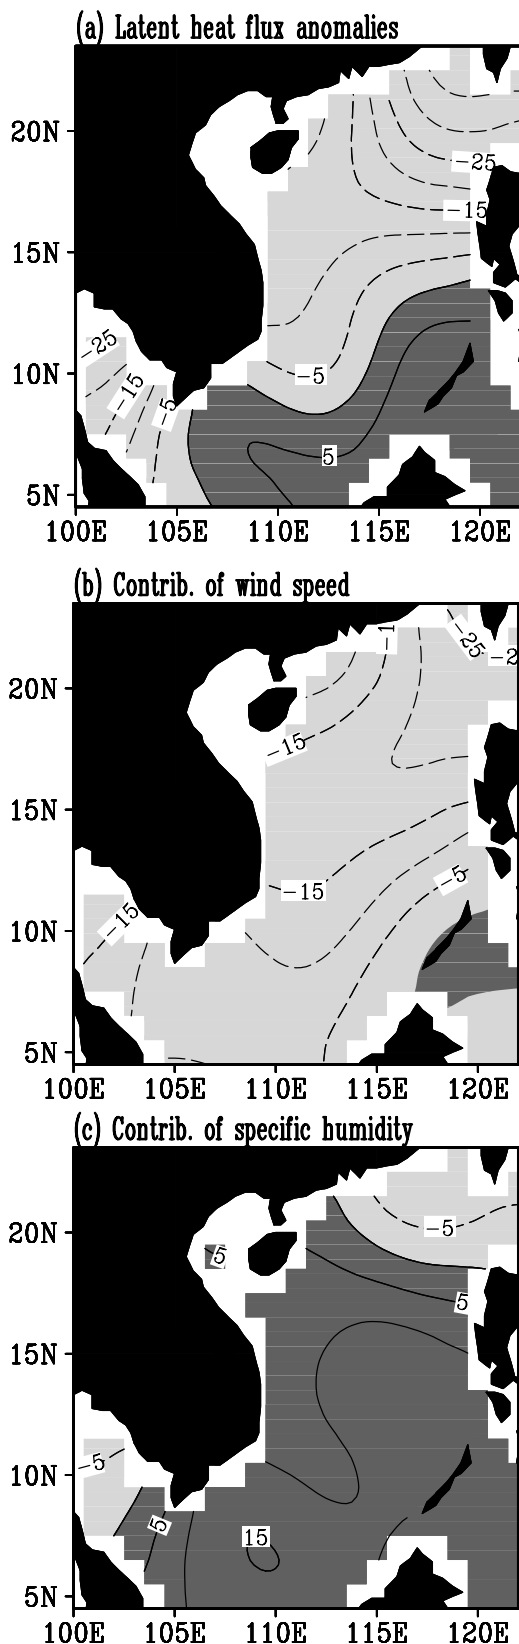 (a) Latent heat flux anomalies
20N
15N
10N
5N
-25
-15
-5
-25
-15
-5
5
100E 105E 110E 115E 120E
(b) Contrib. of wind speed
20N
15N
10N
5N
-1
-25
-2
-15
-15
-5
-15
100E 105E 110E 115E 120E
(c) Contrib. of specific humidity
20N
15N
10N
5N
-5
5
5
-5
5
15
100E 105E 110E 115E 120E